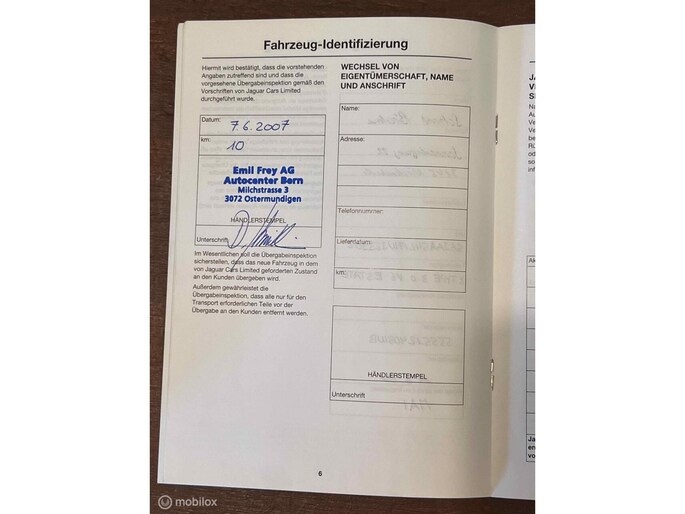 Fahrzeug-Identifizierung
Hiermit wird bestätigt, dass die vorstehenden
Angaben zutreffend sind und dass die
vorgesehene Übergabeinspektion gemäß den
Vorschriften von Jaguar Cars Limited
durchgeführt wurde.
Datum:
7.6.2007
km:
10
Emil Frey AG
Autocenter Bern
Milchstrasse 3
3072 Ostermundigen
HÄNDLERSTEMPEL
Unterschrift
Im Wesentlichen soll die Übergabeinspektion
sicherstellen, dass das neue Fahrzeug in dem
von Jaguar Cars Limited geforderten Zustand
an den Kunden übergeben wird.
Außerdem gewährleistet die
Übergabeinspektion, dass alle nur für den
Transport erforderlichen Teile vor der
Übergabe an den Kunden entfernt werden.
WECHSEL VON
EIGENTÜMERSCHAFT, NAME
UND ANSCHRIFT
Name:
Adresse:
Telefonnummer:
Lieferdatum:
km:
HÄNDLERSTEMPEL
Unterschrift
6
mobilox